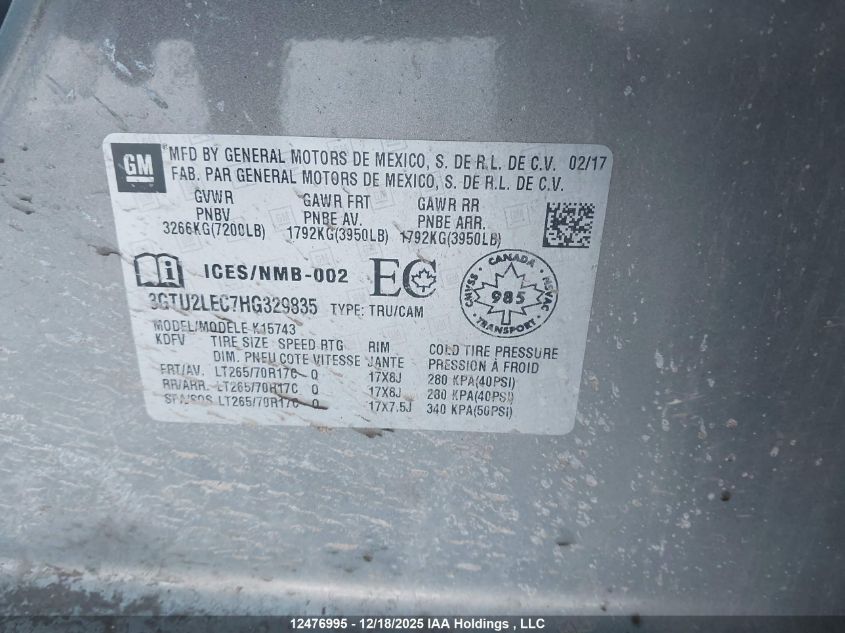 GM MFD BY GENERAL MOTORS DE MEXICO, S. DE R.L. DE C.V. 02/17
FAB. PAR GENERAL MOTORS DE MEXICO, S. DE R.L. DE C.V.
GVWR GAWR FRT GAWR RR
PNBV PNBE AV. PNBE ARR.
3266KG(7200LB) 1792KG(3950LB) 1792KG(3950LB)
ICES/NMB-002 EC
CANADA
SVNAC NSVAC
985
TRANSPORT
3GTU2LEC7HG329835 TYPE: TRU/CAM
MODEL/MODELE K15743
KDFV TIRE SIZE SPEED RTG RIM COLD TIRE PRESSURE
DIM. PNEU COTE VITESSE JANTE PRESSION À FROID
FRT/AV. LT265/70R17C Q 17X8J 280 KPA(40PSI)
RR/ARR. LT265/70R17C Q 17X8J 280 KPA(40PSI)
SPA/SOS LT265/70R17C Q 17X7.5J 340 KPA(50PSI)
12476995 - 12/18/2025 IAA Holdings , LLC